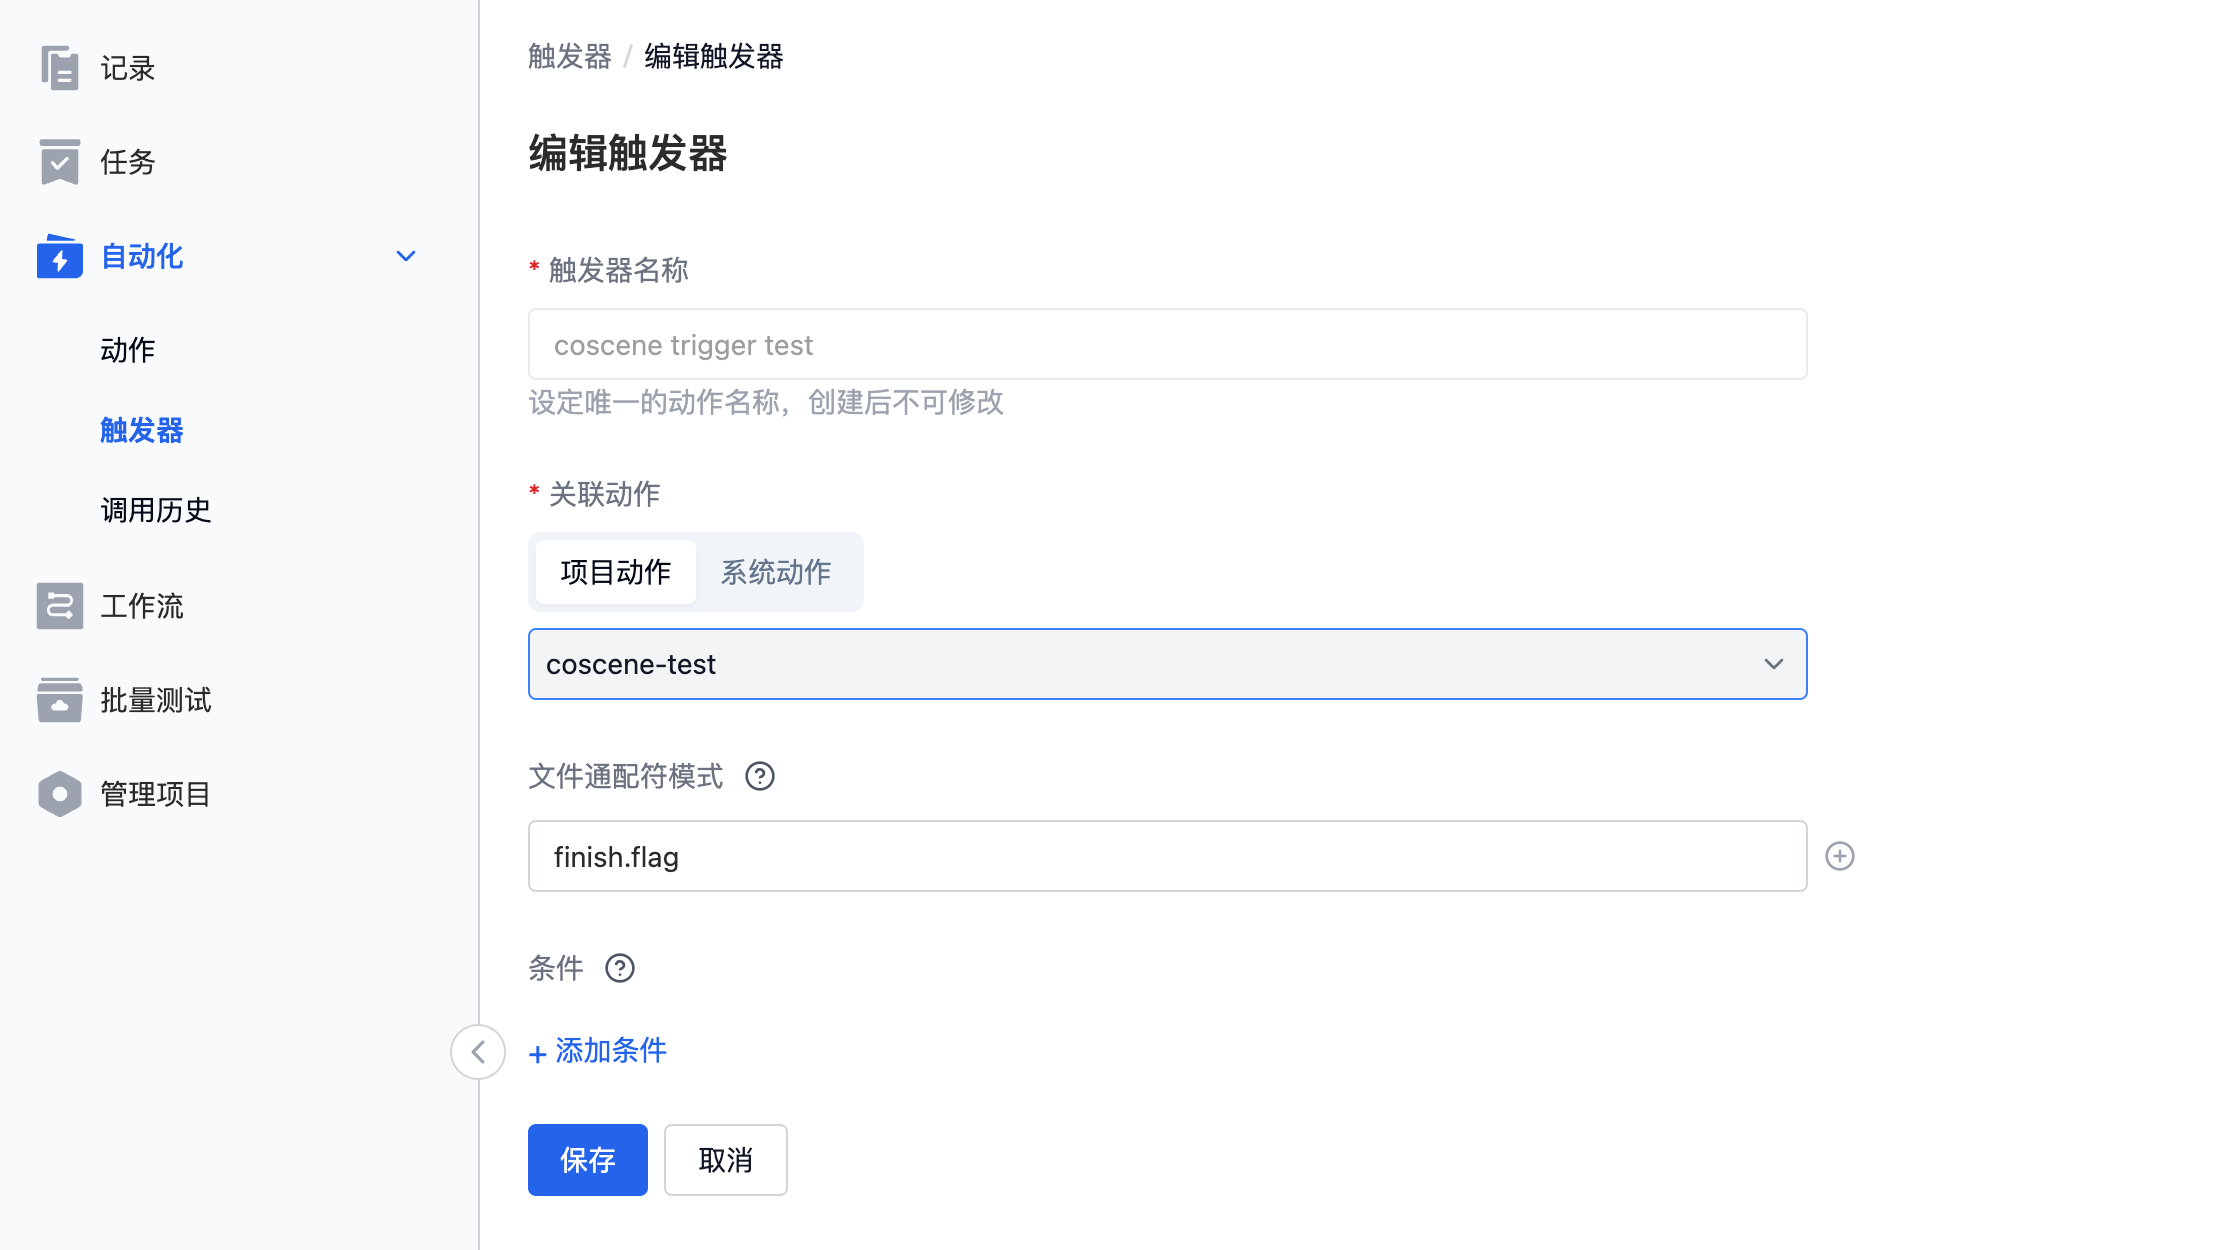 记录
任务
自动化
动作
触发器
调用历史
工作流
批量测试
管理项目
触发器 / 编辑触发器
编辑触发器
* 触发器名称
coscene trigger test
设定唯一的动作名称，创建后不可修改
* 关联动作
项目动作 系统动作
coscene-test
文件通配符模式
finish.flag
条件
+ 添加条件
保存 取消